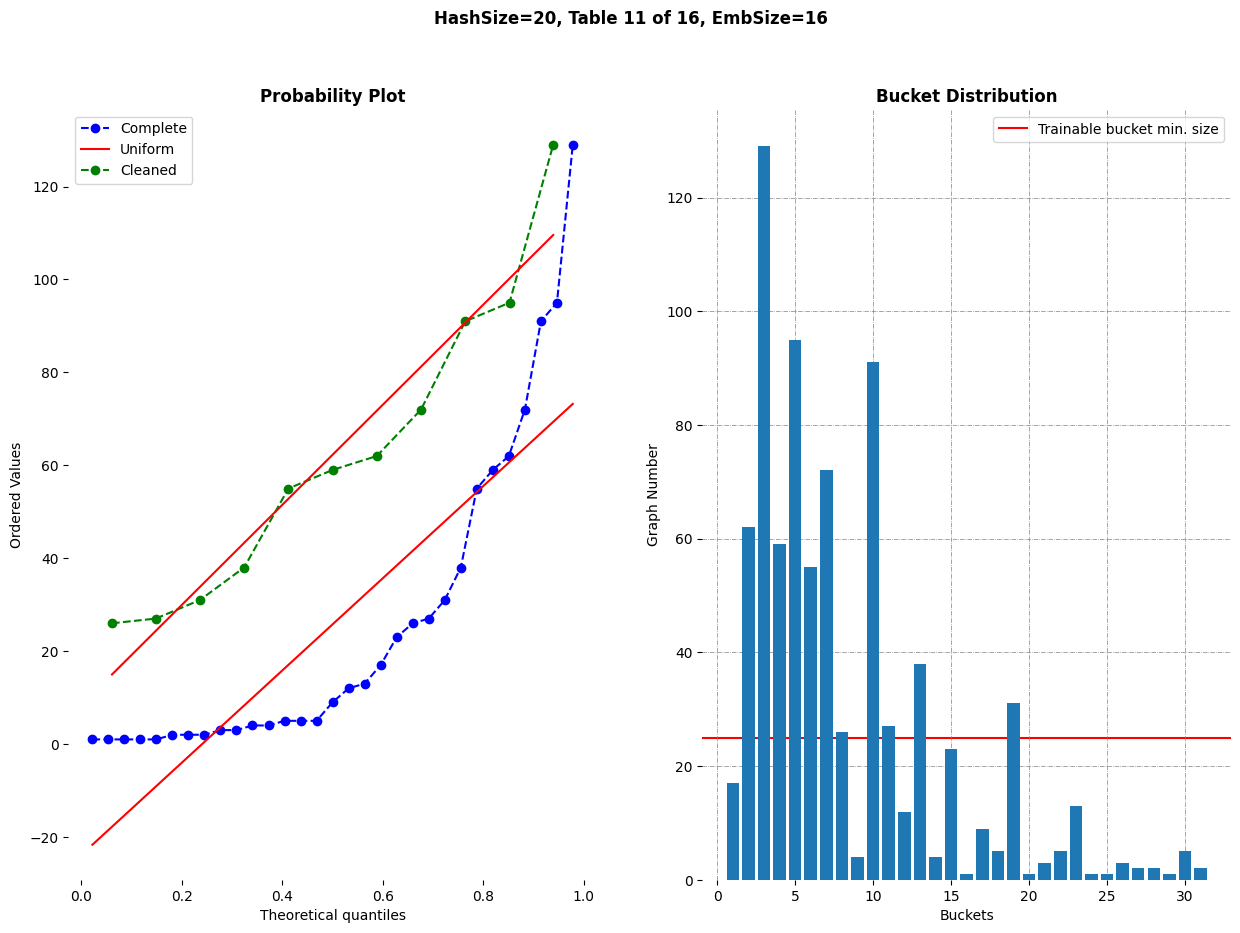 HashSize=20, Table 11 of 16, EmbSize=16
Probability Plot
Complete
Uniform
Cleaned
Ordered Values
120
100
80
60
40
20
0
−20
0.0 0.2 0.4 0.6 0.8 1.0
Theoretical quantiles
Bucket Distribution
Trainable bucket min. size
Graph Number
120
100
80
60
40
20
0
0 5 10 15 20 25 30
Buckets